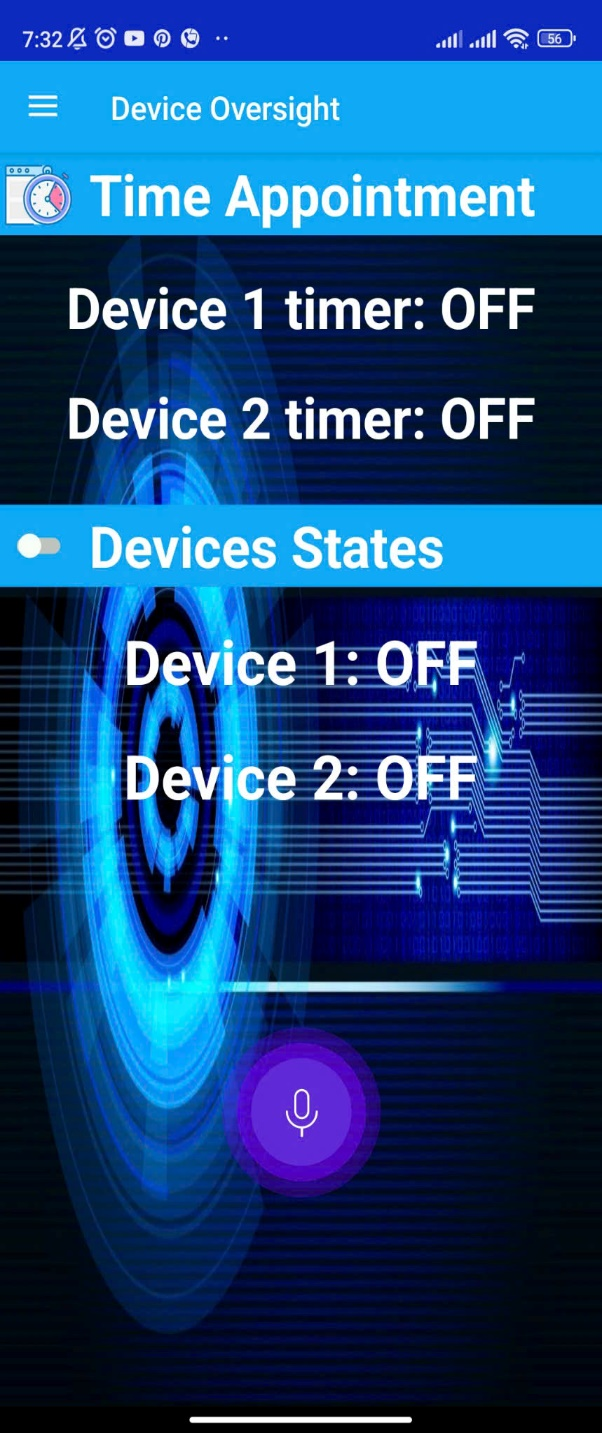 7:32
56
Device Oversight
Time Appointment
Device 1 timer: OFF
Device 2 timer: OFF
Devices States
Device 1: OFF
Device 2: OFF